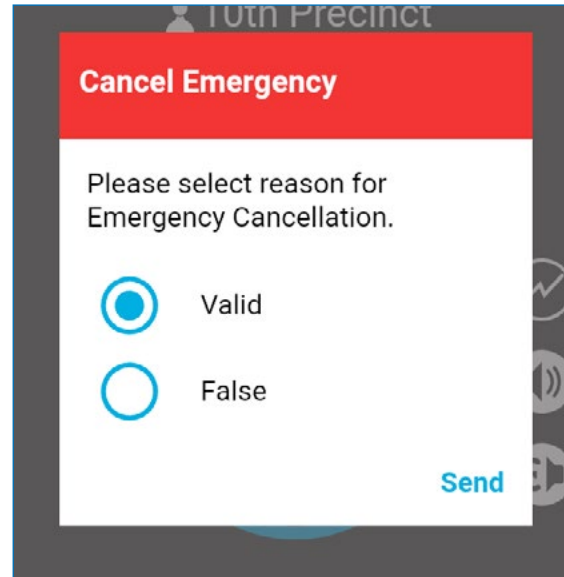 10th Precinct
Cancel Emergency
Please select reason for
Emergency Cancellation.
Valid
False
Send